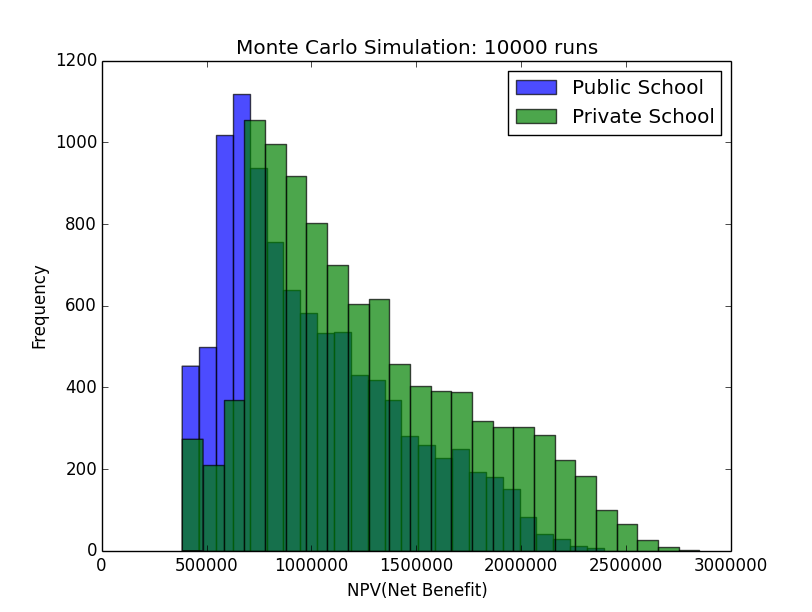 Monte Carlo Simulation: 10000 runs
Public School
Private School
Frequency
1200
1000
800
600
400
200
0
0 500000 1000000 1500000 2000000 2500000 3000000
NPV(Net Benefit)